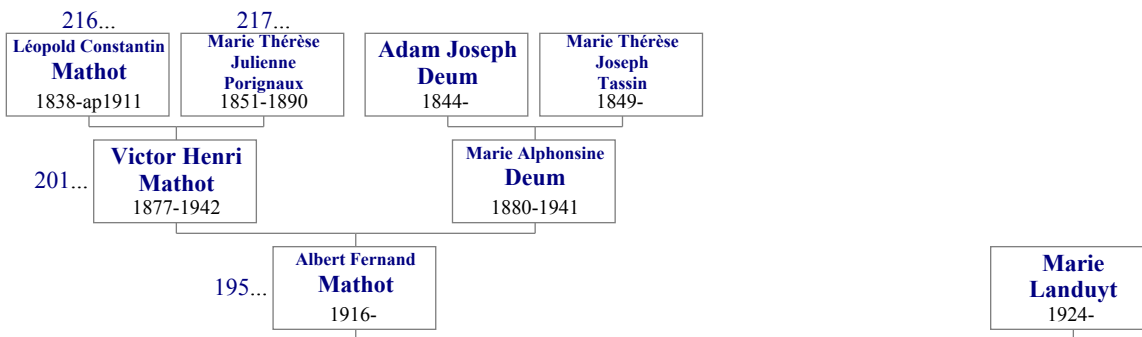 216...
217...
Léopold Constantin
Mathot
1838-ap1911
Marie Thérèse
Julienne
Porignaux
1851-1890
Adam Joseph
Deum
1844-
Marie Thérèse
Joseph
Tassin
1849-
201...
Victor Henri
Mathot
1877-1942
Marie Alphonsine
Deum
1880-1941
195...
Albert Fernand
Mathot
1916-
Marie
Landuyt
1924-